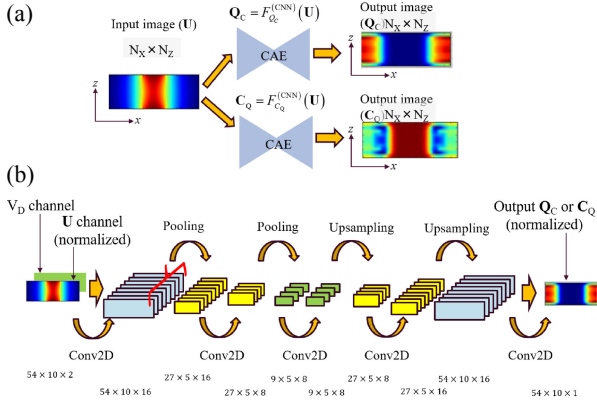 (a)
Input image (U)
N_X × N_Z
z
x
Q_C = F_{Q_C}^{(CNN)}(U)
CAE
Output image
(Q_C) N_X × N_Z
z
x
C_Q = F_{C_Q}^{(CNN)}(U)
CAE
Output image
(C_Q) N_X × N_Z
z
x
(b)
V_D channel
U channel
(normalized)
Pooling
Pooling
Upsampling
Upsampling
Output Q_C or C_Q
(normalized)
Conv2D
Conv2D
Conv2D
Conv2D
Conv2D
54 × 10 × 2
54 × 10 × 16
27 × 5 × 16
27 × 5 × 8
9 × 5 × 8
9 × 5 × 8
27 × 5 × 8
27 × 5 × 16
54 × 10 × 16
54 × 10 × 1